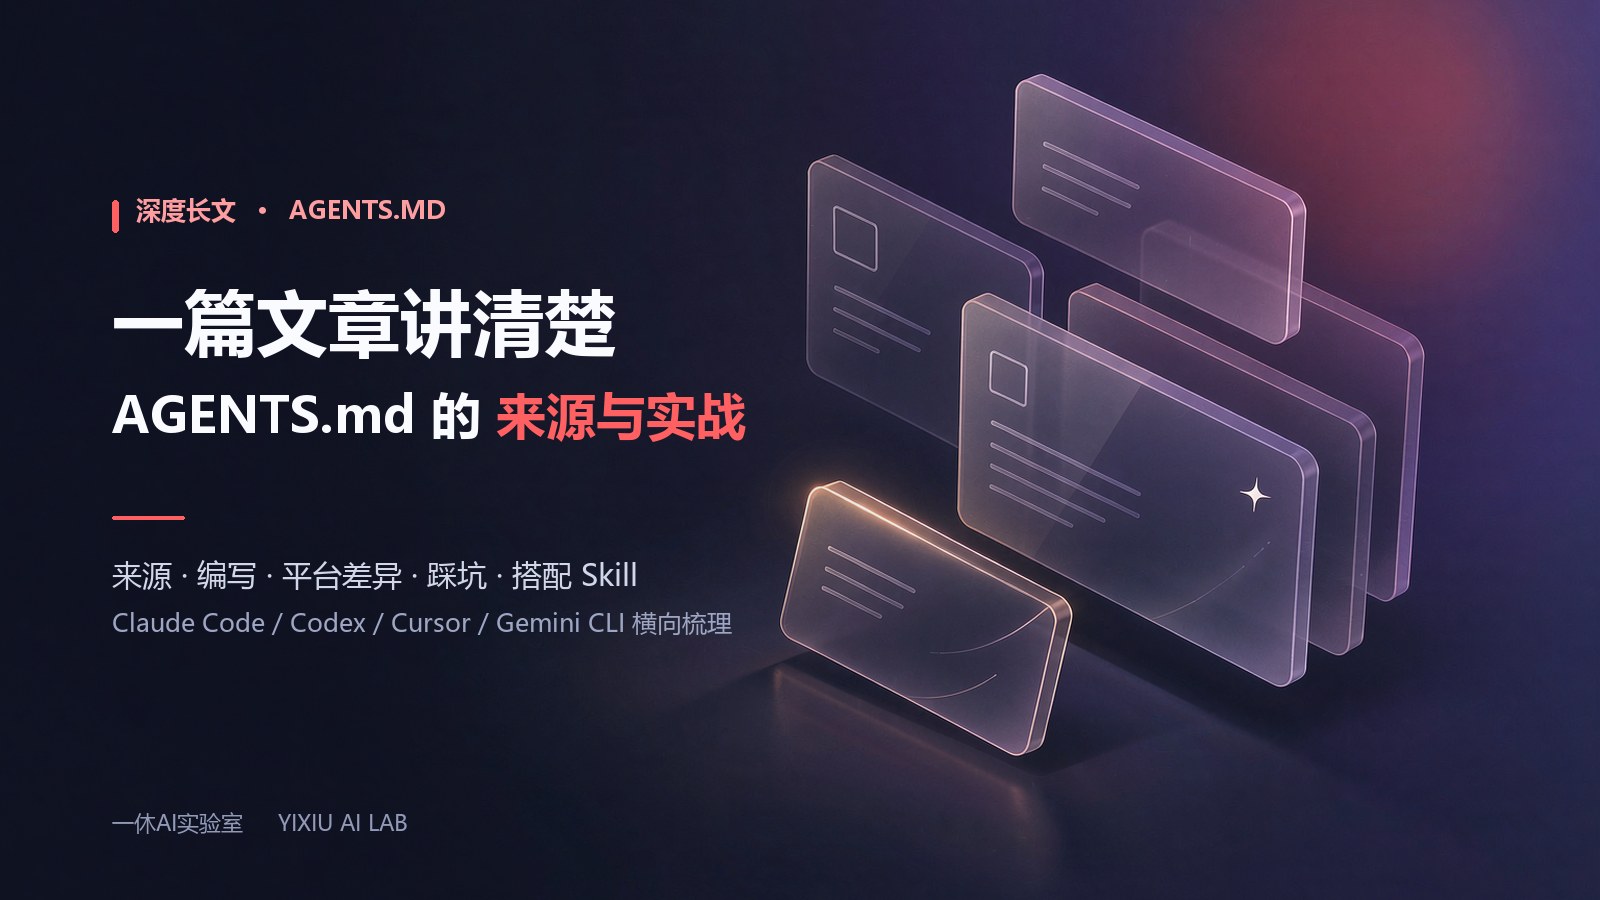 深度长文 • AGENTS.MD
一篇文章讲清楚
AGENTS.md 的 来源与实战
来源 · 编写 · 平台差异 · 踩坑 · 搭配 Skill
Claude Code / Codex / Cursor / Gemini CLI 横向梳理
一休AI实验室 YIXIU AI LAB